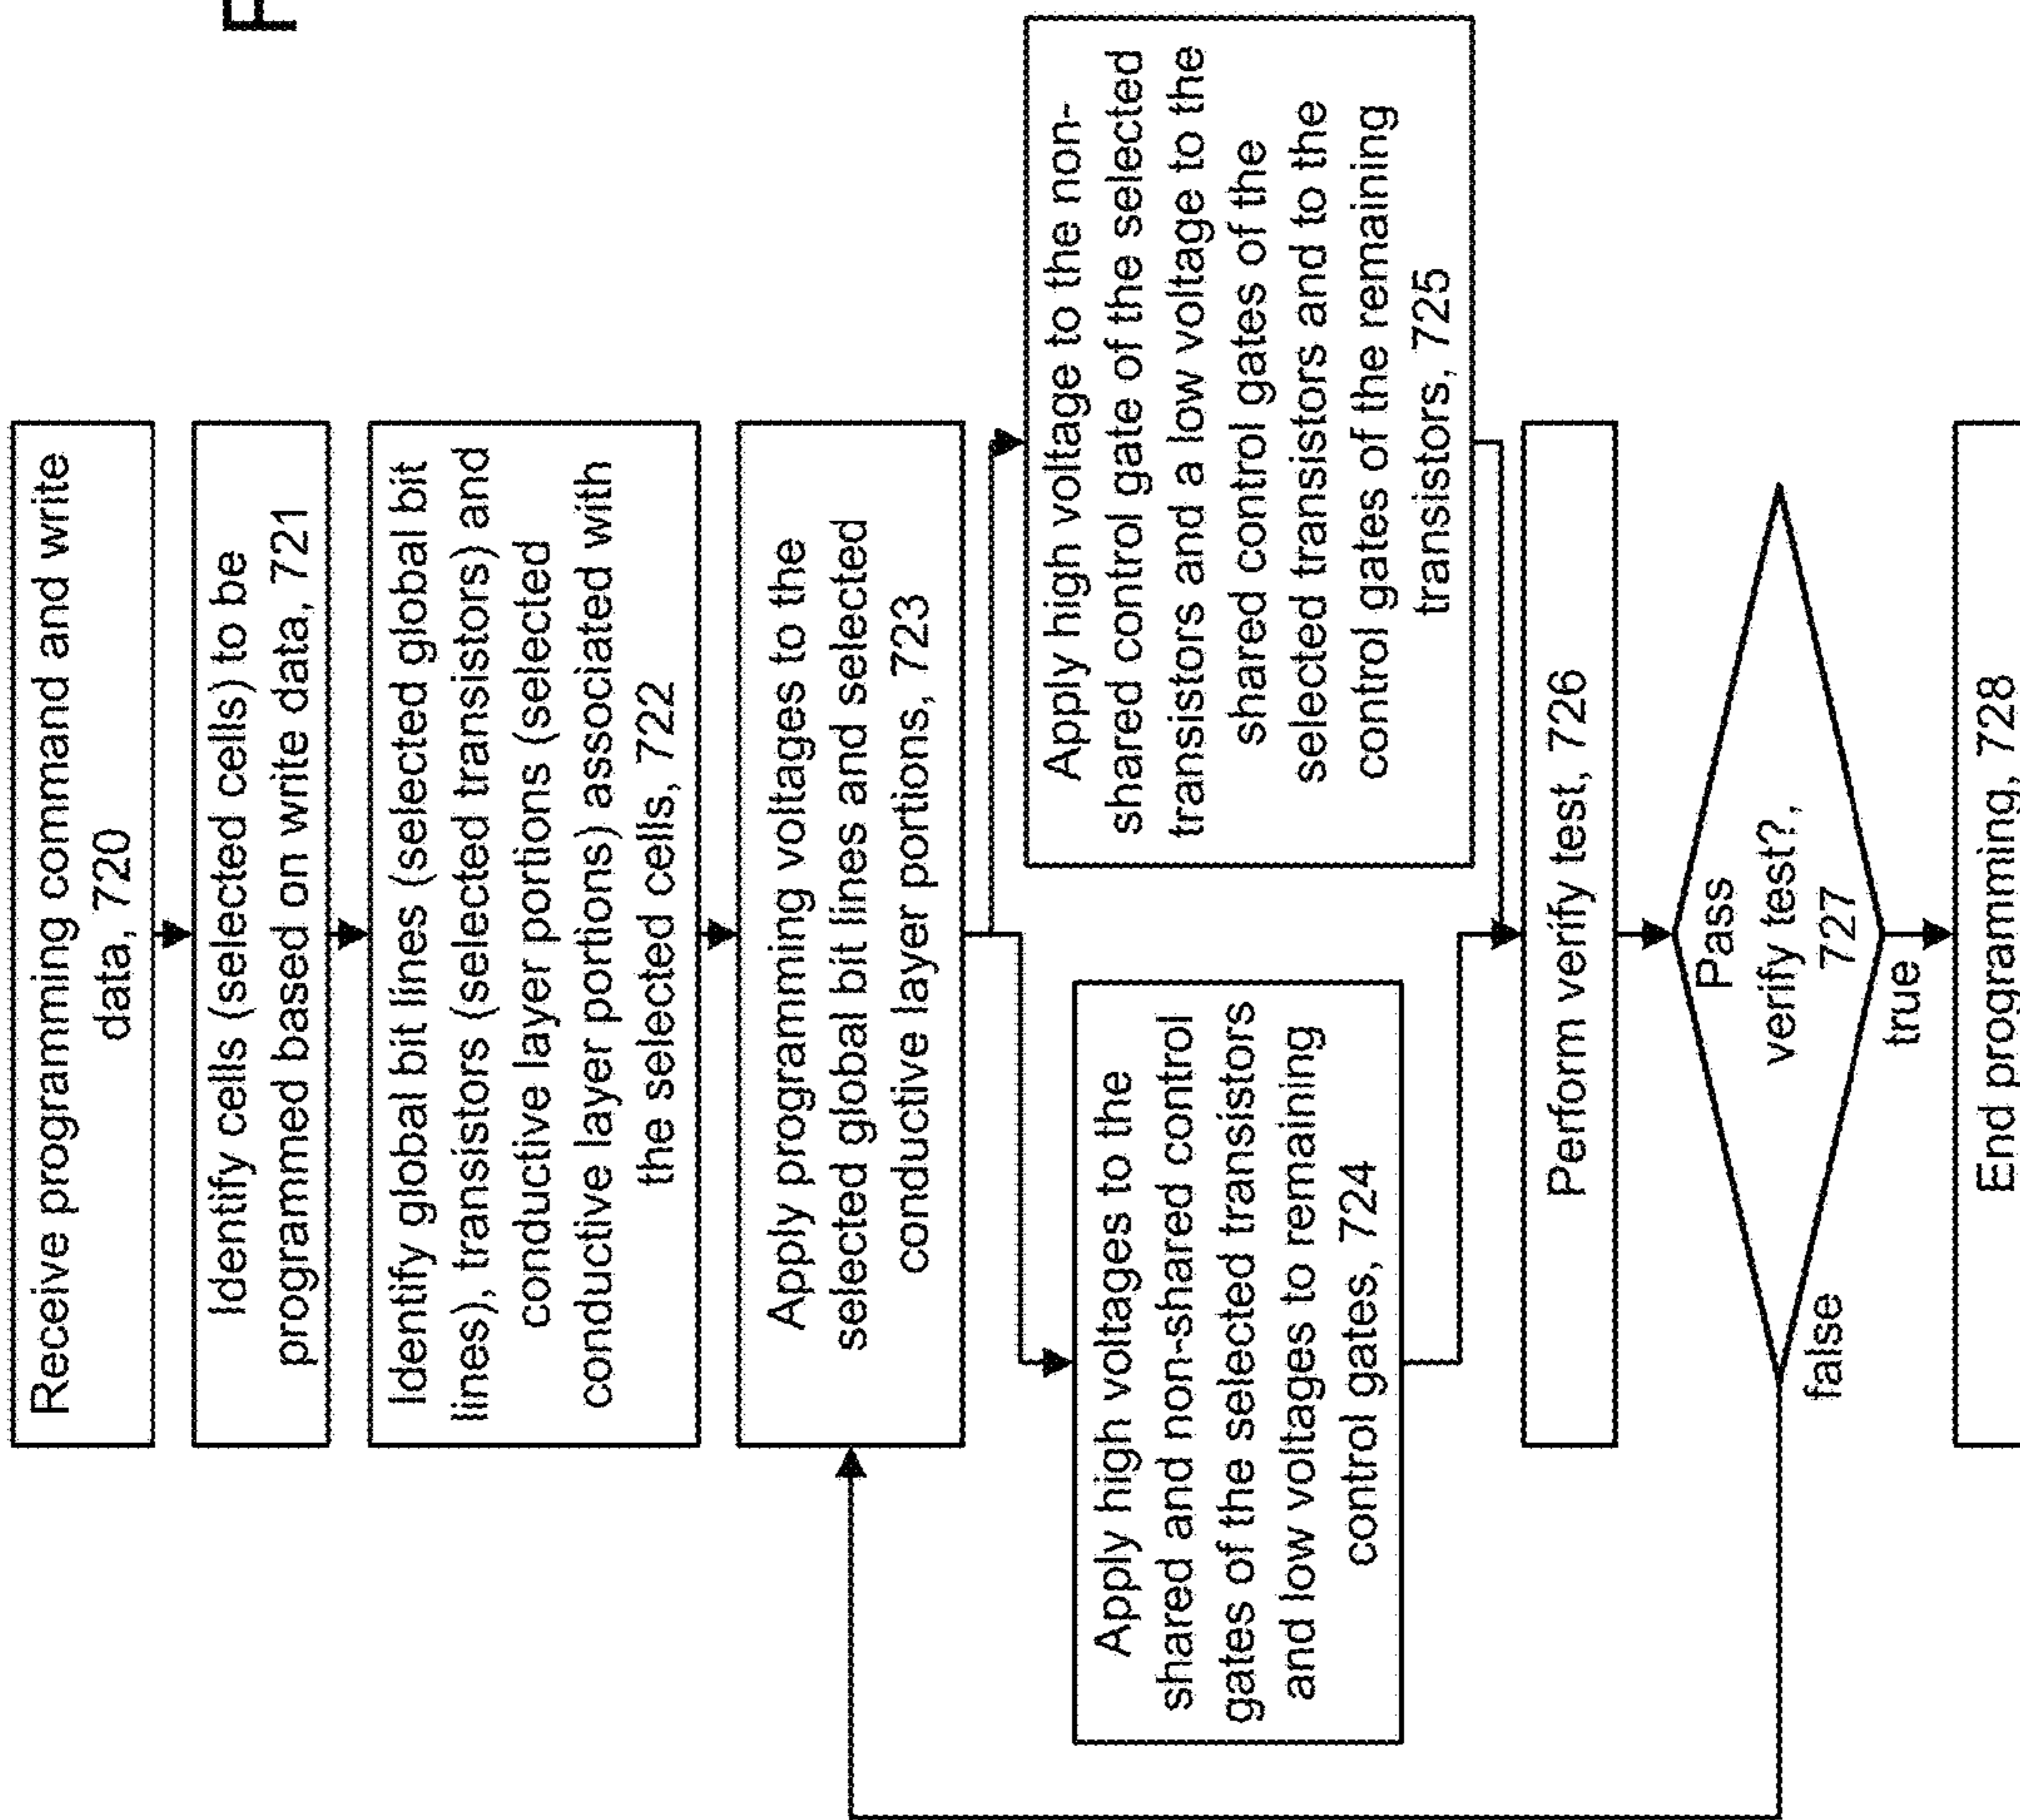 F
Receive programming command and write
data, 720
Identify cells (selected cells) to be
programmed based on write data, 721
Identify global bit lines (selected global bit
lines), transistors (selected transistors) and
conductive layer portions (selected
conductive layer portions) associated with
the selected cells, 722
Apply programming voltages to the
selected global bit lines and selected
conductive layer portions, 723
Apply high voltages to the
shared and non-shared control
gates of the selected transistors
and low voltages to remaining
control gates, 724
Apply high voltage to the non-
shared control gate of the selected
transistors and a low voltage to the
shared control gates of the
selected transistors and to the
control gates of the remaining
transistors, 725
Perform verify test, 726
Pass
verify test?,
727
false
true
End programming, 728